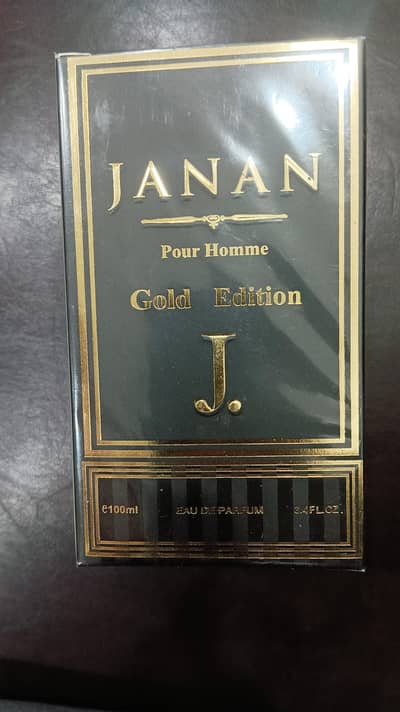 JANAN
Pour Homme
Gold Edition
J.
℮100ml EAU DE PARFUM 3.4FL.OZ.